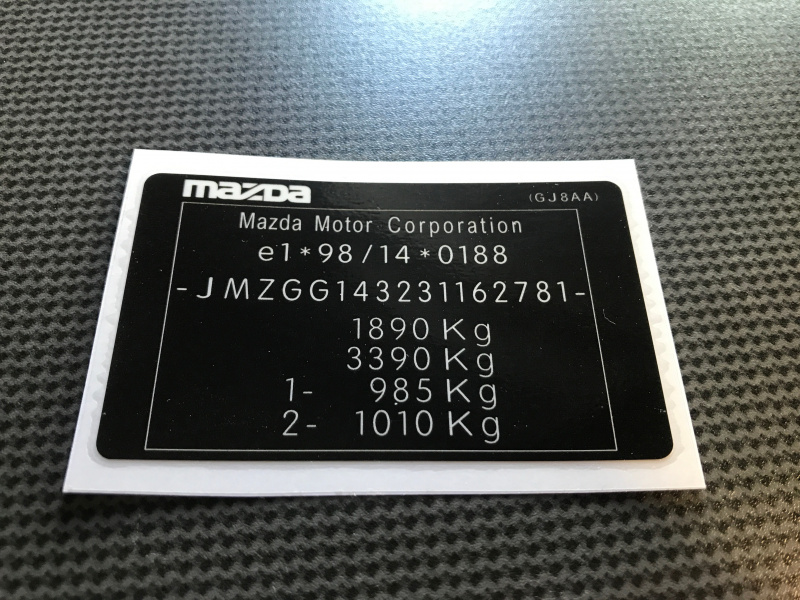 mazda
(GJ8AA)
Mazda Motor Corporation
e1*98/14*0188
-JMZGG143231162781-
1890 Kg
3390 Kg
1- 985 Kg
2- 1010 Kg